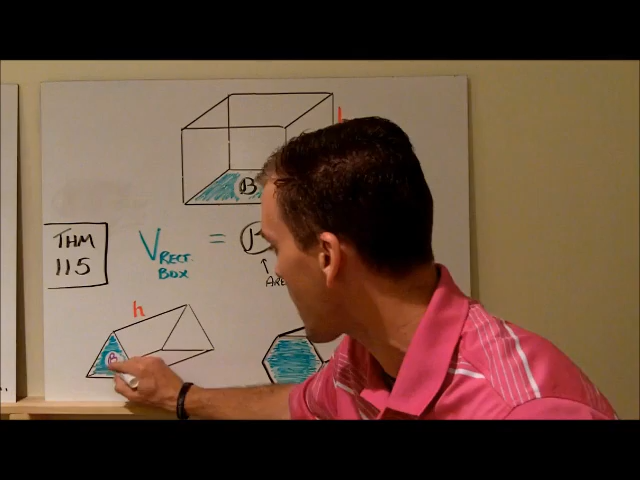 B
THM
115
V RECT. BOX =
h
B